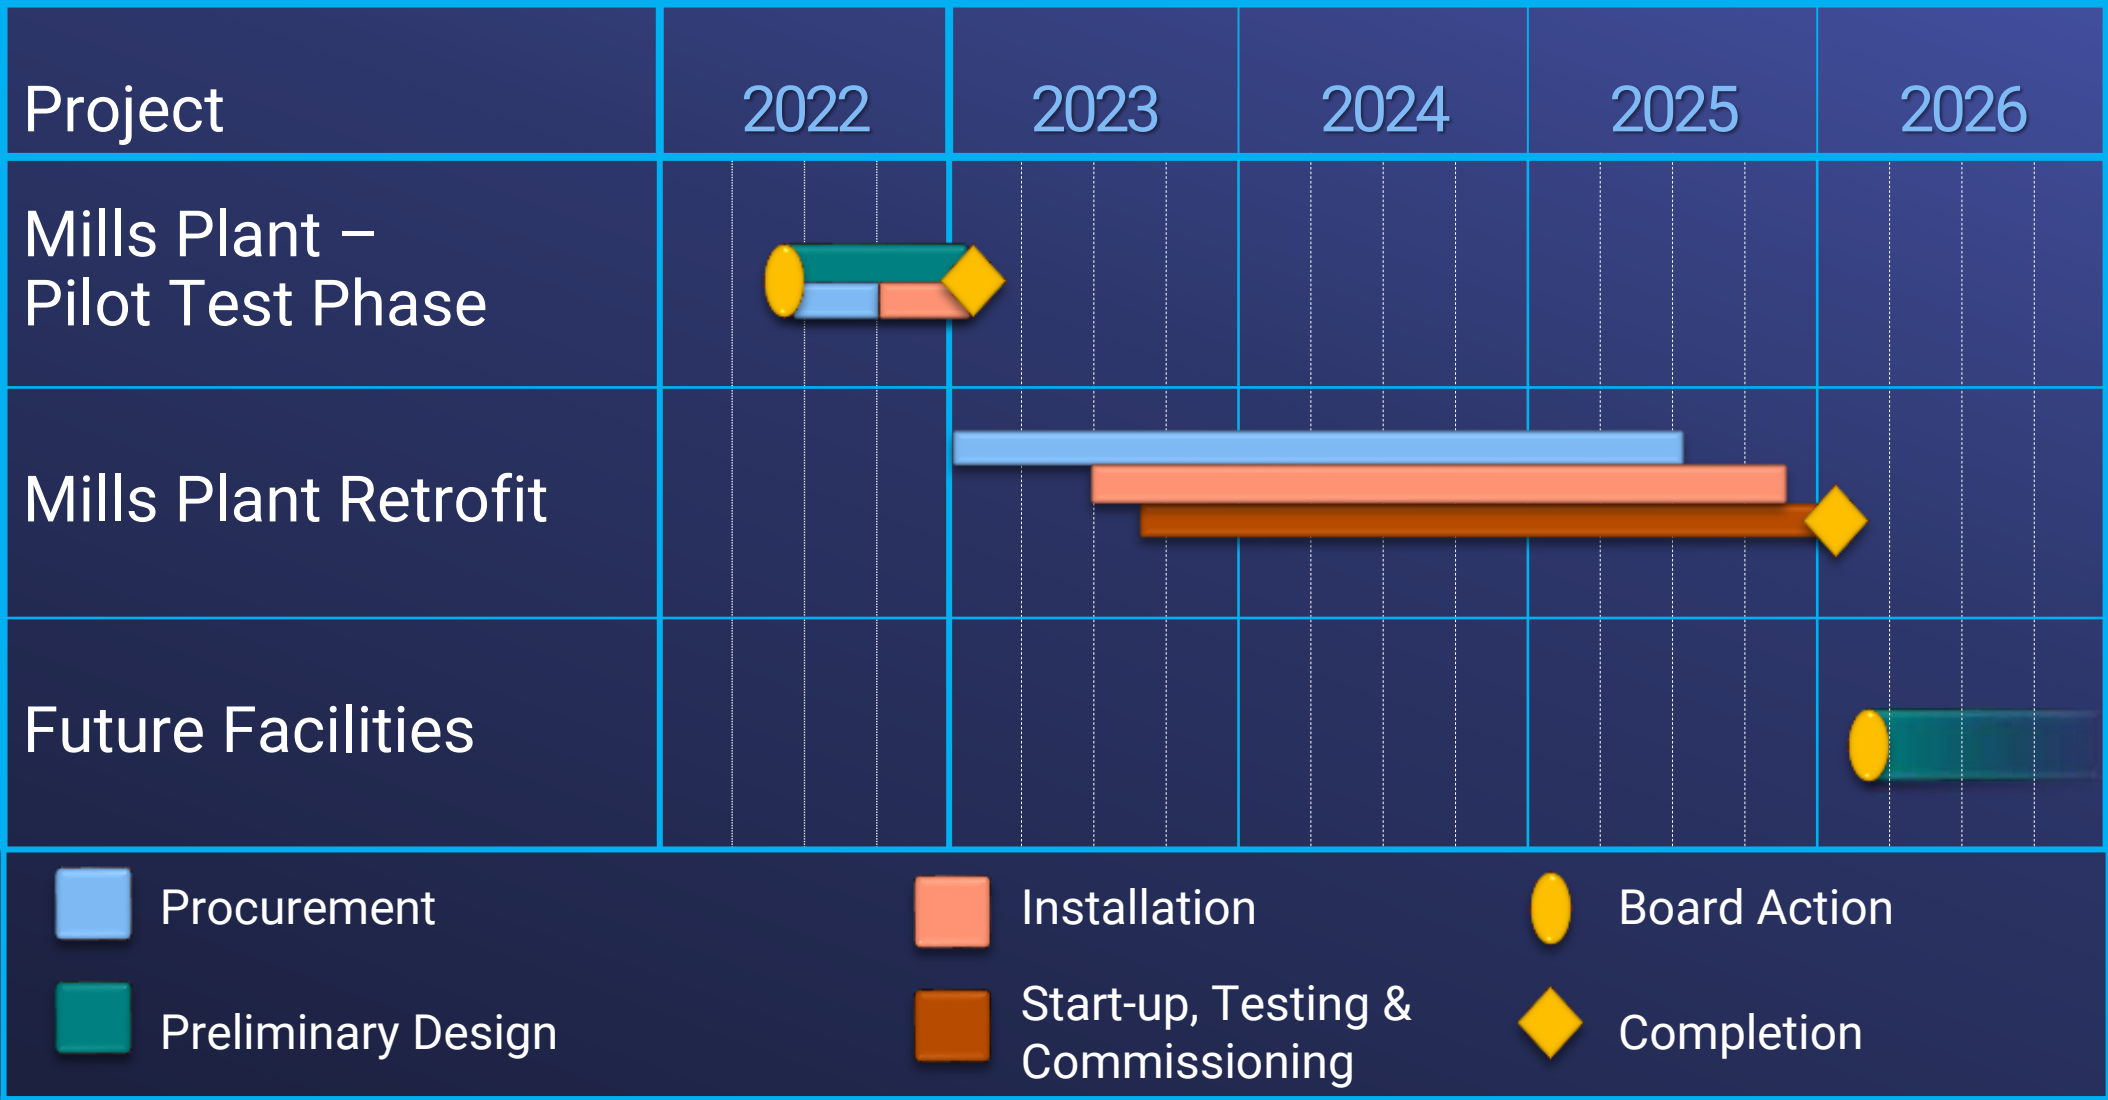 Project
2022
2023
2024
2025
2026
Mills Plant –
Pilot Test Phase
Mills Plant Retrofit
Future Facilities
Procurement
Installation
Board Action
Preliminary Design
Start-up, Testing &
Commissioning
Completion